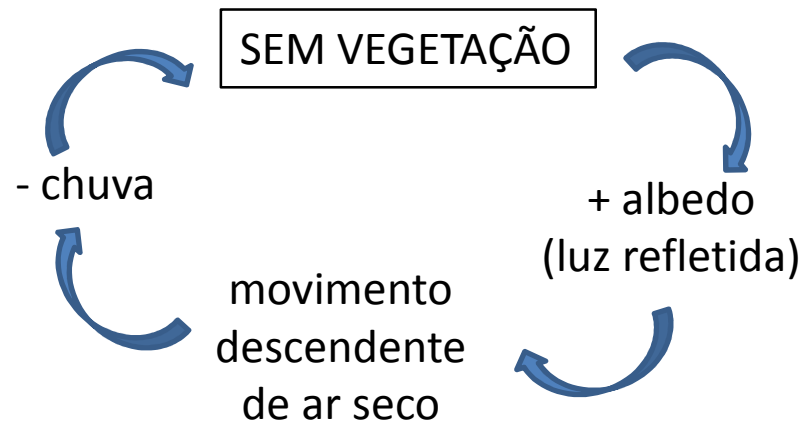 SEM VEGETAÇÃO
+ albedo
(luz refletida)
movimento
descendente
de ar seco
- chuva